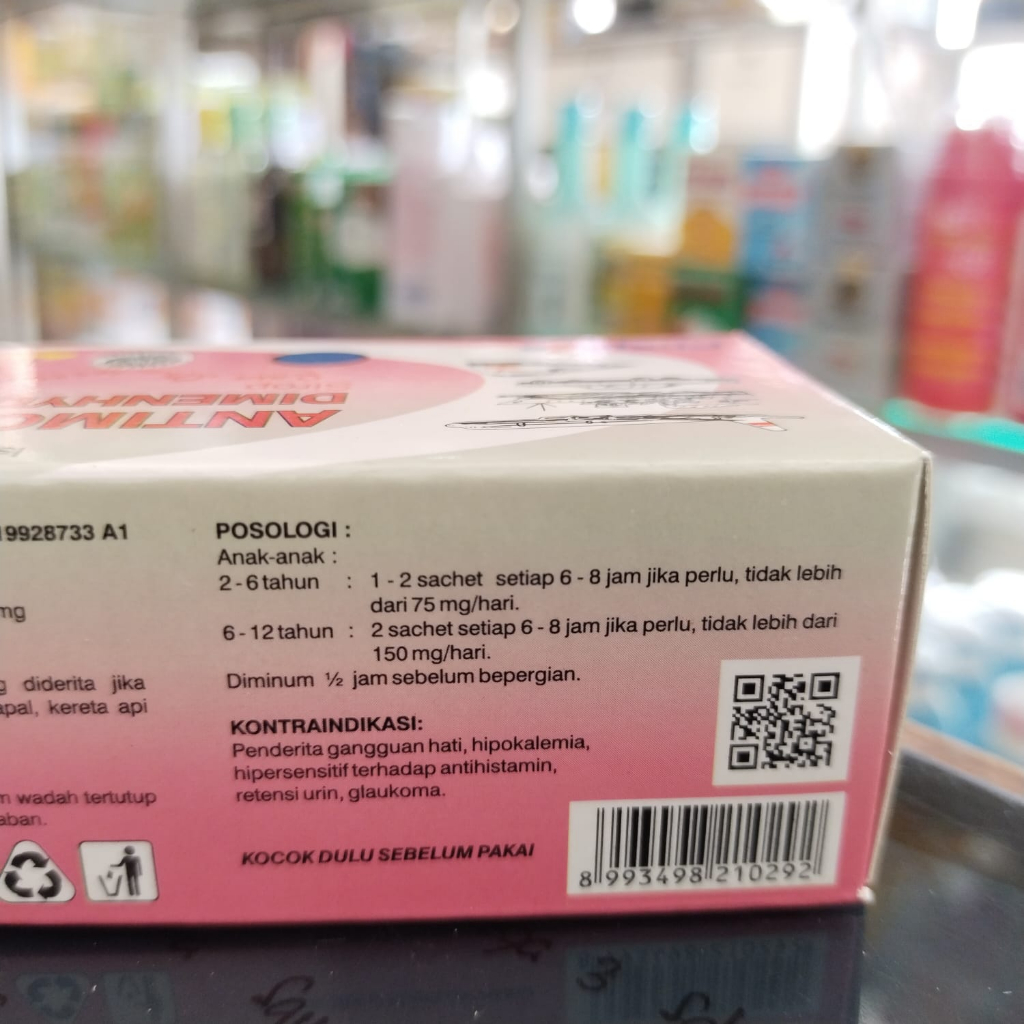 ANTIMO
DIMENHY
19928733 A1
mg
g diderita jika
apal, kereta api
n wadah tertutup
aban.
POSOLOGI :
Anak-anak :
2 - 6 tahun : 1 - 2 sachet setiap 6 - 8 jam jika perlu, tidak lebih
dari 75 mg/hari.
6 - 12 tahun : 2 sachet setiap 6 - 8 jam jika perlu, tidak lebih dari
150 mg/hari.
Diminum ½ jam sebelum bepergian.
KONTRAINDIKASI:
Penderita gangguan hati, hipokalemia,
hipersensitif terhadap antihistamin,
retensi urin, glaukoma.
KOCOK DULU SEBELUM PAKAI
8 993498 210292